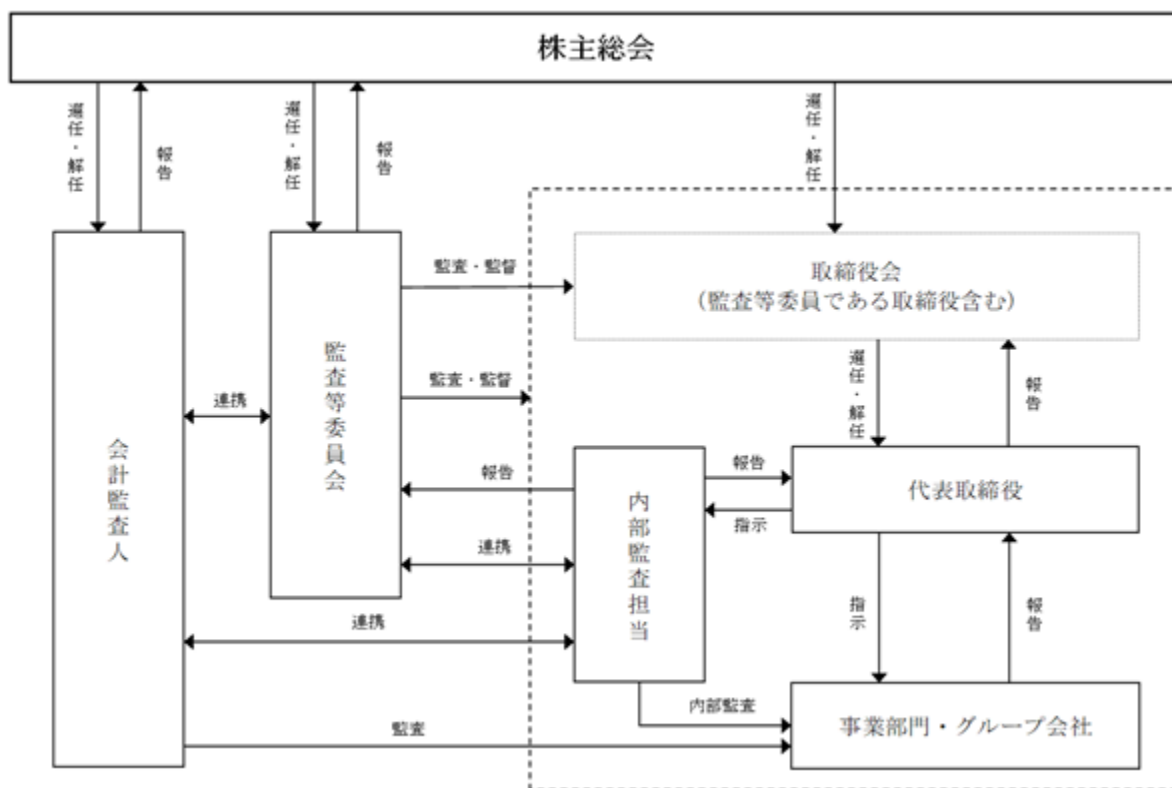 株主総会
選任・解任
報告
選任・解任
報告
選任・解任
監査・監督
取締役会
（監査等委員である取締役含む）
監査等委員会
監査・監督
選任・解任
報告
連携
会計監査人
報告
内部監査担当
報告
代表取締役
指示
連携
連携
指示
報告
内部監査
事業部門・グループ会社
監査